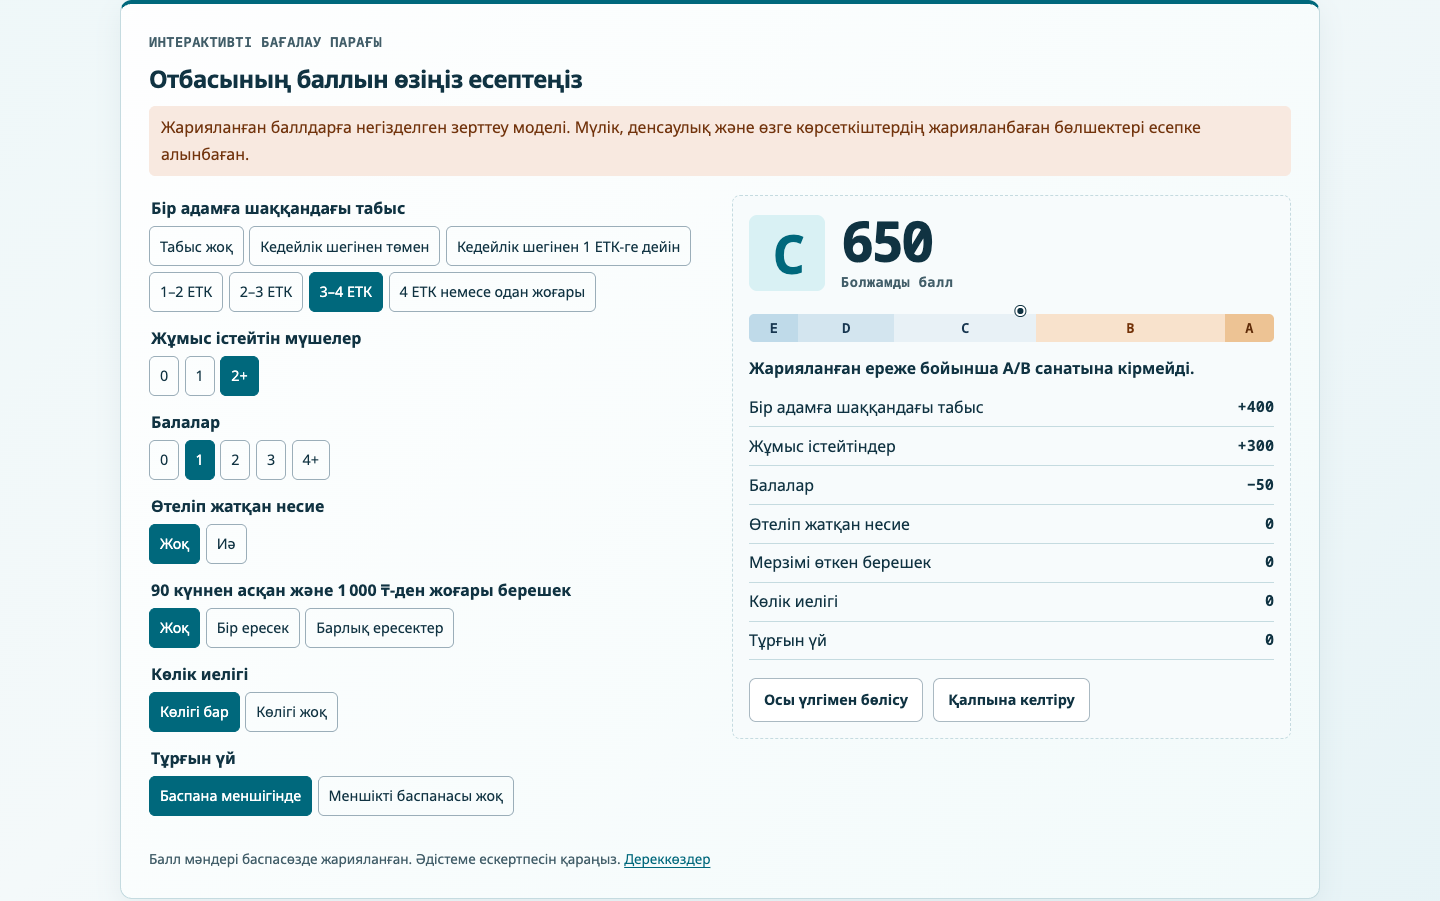 ИНТЕРАКТИВТІ БАҒАЛАУ ПАРАҒЫ
Отбасының баллын өзіңіз есептеңіз
Жарияланған баллдарға негізделген зерттеу моделі. Мүлік, денсаулық және өзге көрсеткіштердің жарияланбаған бөлшектері есепке
алынбаған.
Бір адамға шаққандағы табыс
Табыс жоқ
Кедейлік шегінен төмен
Кедейлік шегінен 1 ЕТК-ге дейін
1–2 ЕТК
2–3 ЕТК
3–4 ЕТК
4 ЕТК немесе одан жоғары
Жұмыс істейтін мүшелер
0
1
2+
Балалар
0
1
2
3
4+
Өтеліп жатқан несие
Жоқ
Иә
90 күннен асқан және 1 000 ₸-ден жоғары берешек
Жоқ
Бір ересек
Барлық ересектер
Көлік иелігі
Көлігі бар
Көлігі жоқ
Тұрғын үй
Баспана меншігінде
Меншікті баспанасы жоқ
C
650
Болжамды балл
E
D
C
B
A
Жарияланған ереже бойынша A/B санатына кірмейді.
Бір адамға шаққандағы табыс +400
Жұмыс істейтіндер +300
Балалар −50
Өтеліп жатқан несие 0
Мерзімі өткен берешек 0
Көлік иелігі 0
Тұрғын үй 0
Осы үлгімен бөлісу
Қалпына келтіру
Балл мәндері баспасөзде жарияланған. Әдістеме ескертпесін қараңыз. Дереккөздер